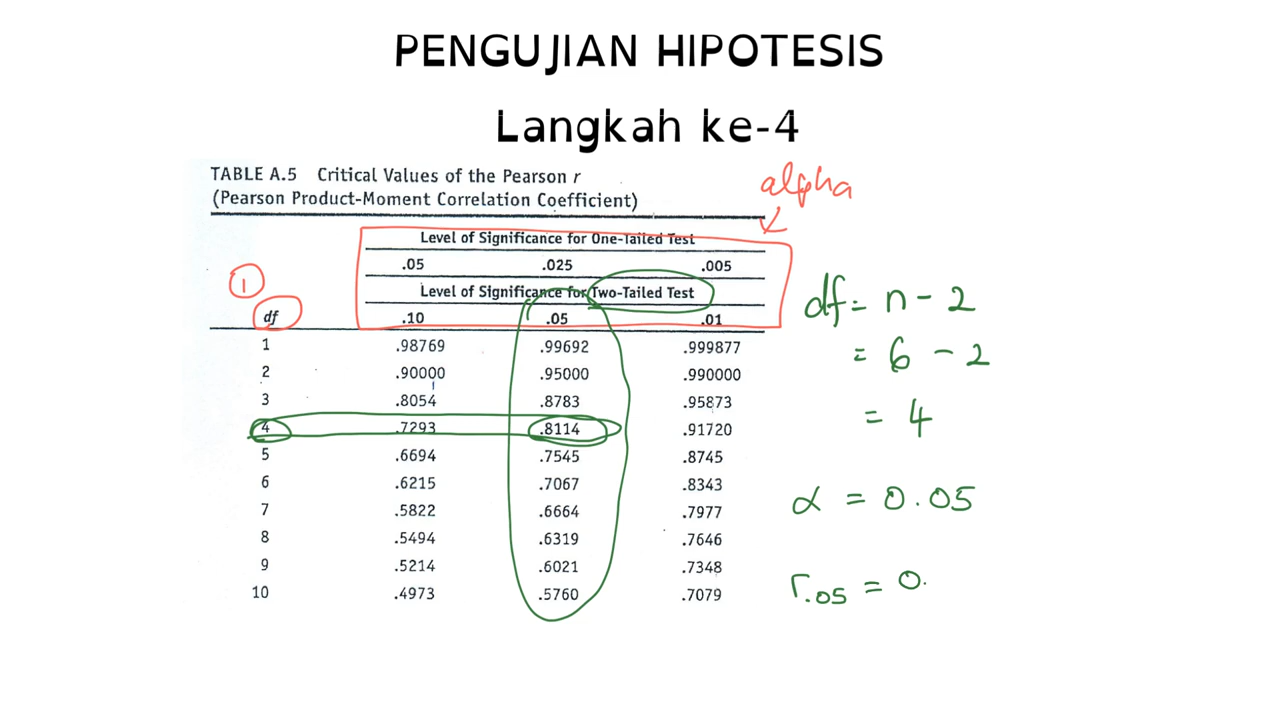 PENGUJIAN HIPOTESIS
Langkah ke-4
TABLE A.5 Critical Values of the Pearson r
(Pearson Product-Moment Correlation Coefficient)
alpha
Level of Significance for One-Tailed Test
.05 .025 .005
1
Level of Significance for Two-Tailed Test
df .10 .05 .01
1 .98769 .99692 .999877
2 .90000 .95000 .990000
3 .8054 .8783 .95873
4 .7293 .8114 .91720
5 .6694 .7545 .8745
6 .6215 .7067 .8343
7 .5822 .6664 .7977
8 .5494 .6319 .7646
9 .5214 .6021 .7348
10 .4973 .5760 .7079
df = n - 2
= 6 - 2
= 4
α = 0.05
r.05 = 0.